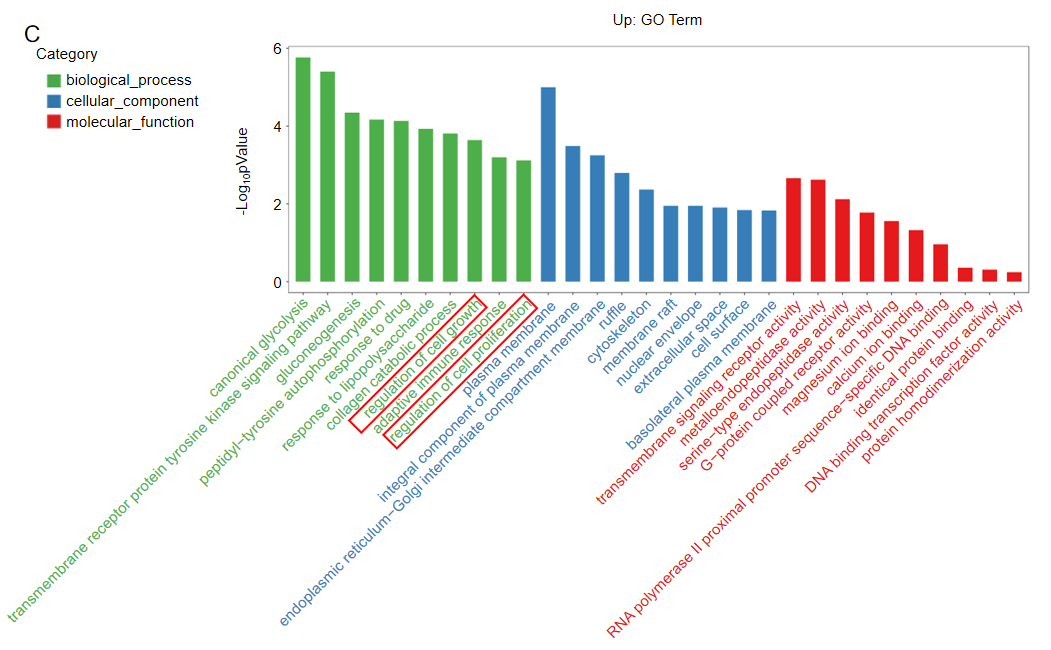 Up: GO Term
C
Category
biological_process
cellular_component
molecular_function
-Log10pValue
6
4
2
0
canonical glycolysis
transmembrane receptor protein tyrosine kinase signaling pathway
gluconeogenesis
peptidyl−tyrosine autophosphorylation
response to drug
response to lipopolysaccharide
collagen catabolic process
regulation of cell growth
adaptive immune response
regulation of cell proliferation
plasma membrane
integral component of plasma membrane
endoplasmic reticulum−Golgi intermediate compartment membrane
ruffle
cytoskeleton
membrane raft
nuclear envelope
extracellular space
cell surface
basolateral plasma membrane
transmembrane signaling receptor activity
metalloendopeptidase activity
serine−type endopeptidase activity
G−protein coupled receptor activity
magnesium ion binding
calcium ion binding
RNA polymerase II proximal promoter sequence−specific DNA binding
identical protein binding
DNA binding transcription factor activity
protein homodimerization activity